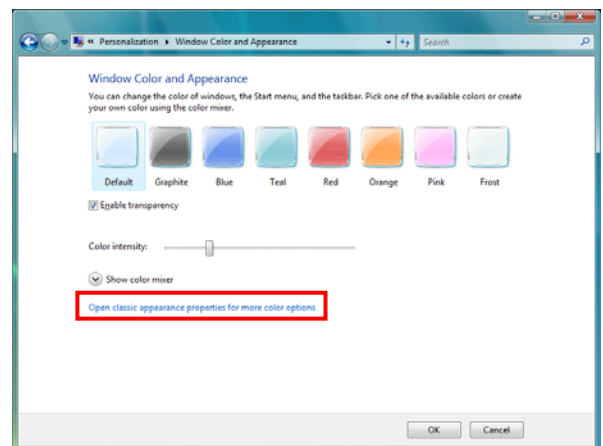 « Personalization ▸ Window Color and Appearance
Search
Window Color and Appearance
You can change the color of windows, the Start menu, and the taskbar. Pick one of the available colors or create
your own color using the color mixer.
Default Graphite Blue Teal Red Orange Pink Frost
Enable transparency
Color intensity:
Show color mixer
Open classic appearance properties for more color options
OK Cancel